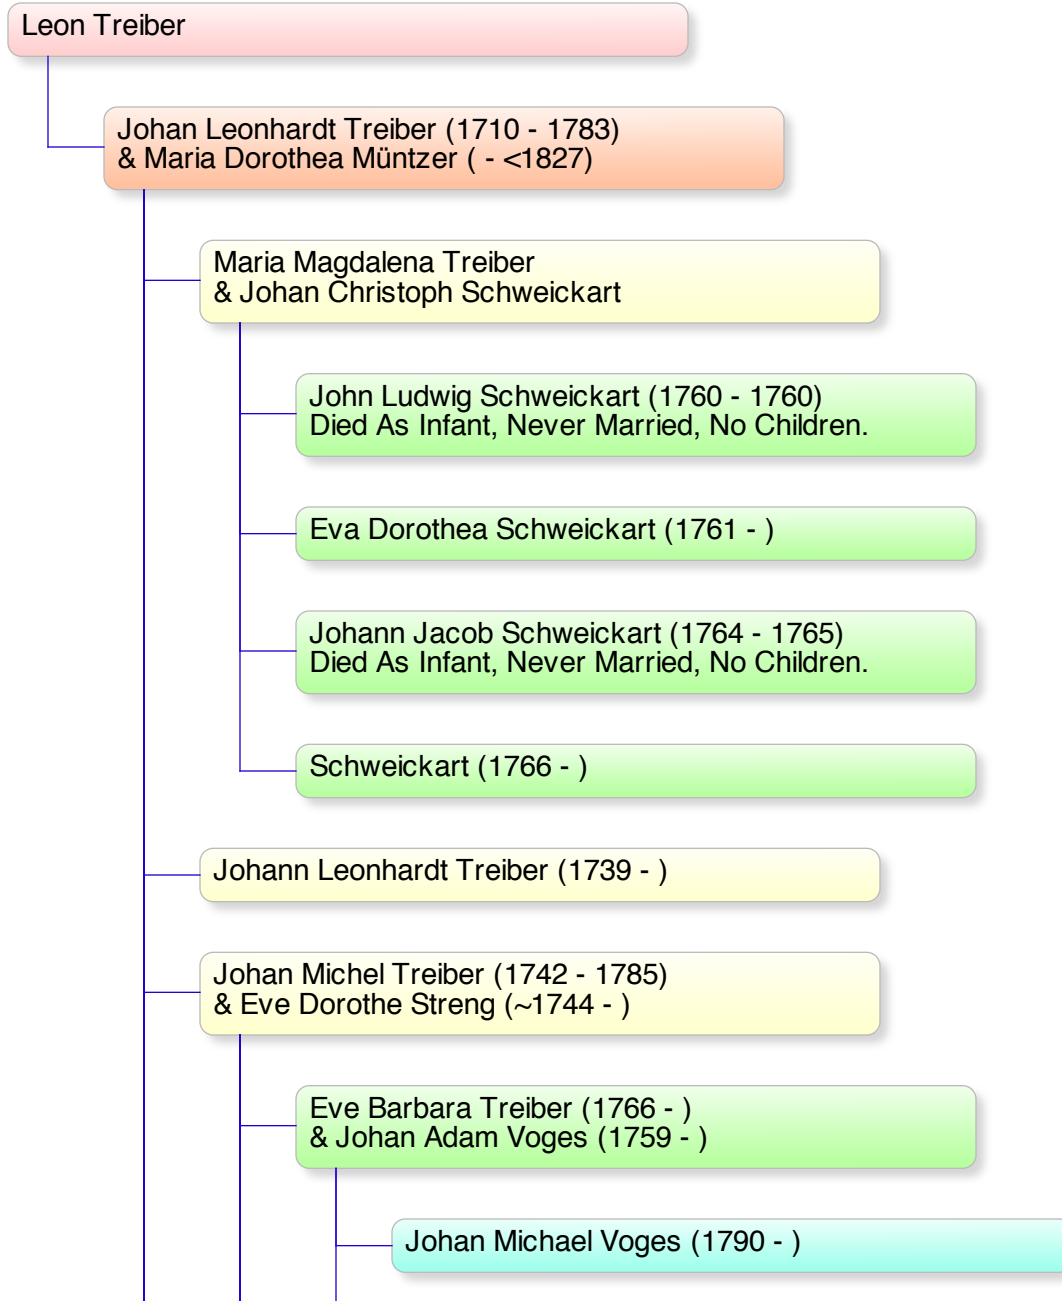 Leon Treiber
Johan Leonhardt Treiber (1710 - 1783)
& Maria Dorothea Müntzer ( - <1827)
Maria Magdalena Treiber
& Johan Christoph Schweickart
John Ludwig Schweickart (1760 - 1760)
Died As Infant, Never Married, No Children.
Eva Dorothea Schweickart (1761 - )
Johann Jacob Schweickart (1764 - 1765)
Died As Infant, Never Married, No Children.
Schweickart (1766 - )
Johann Leonhardt Treiber (1739 - )
Johan Michel Treiber (1742 - 1785)
& Eve Dorothe Streng (~1744 - )
Eve Barbara Treiber (1766 - )
& Johan Adam Voges (1759 - )
Johan Michael Voges (1790 - )